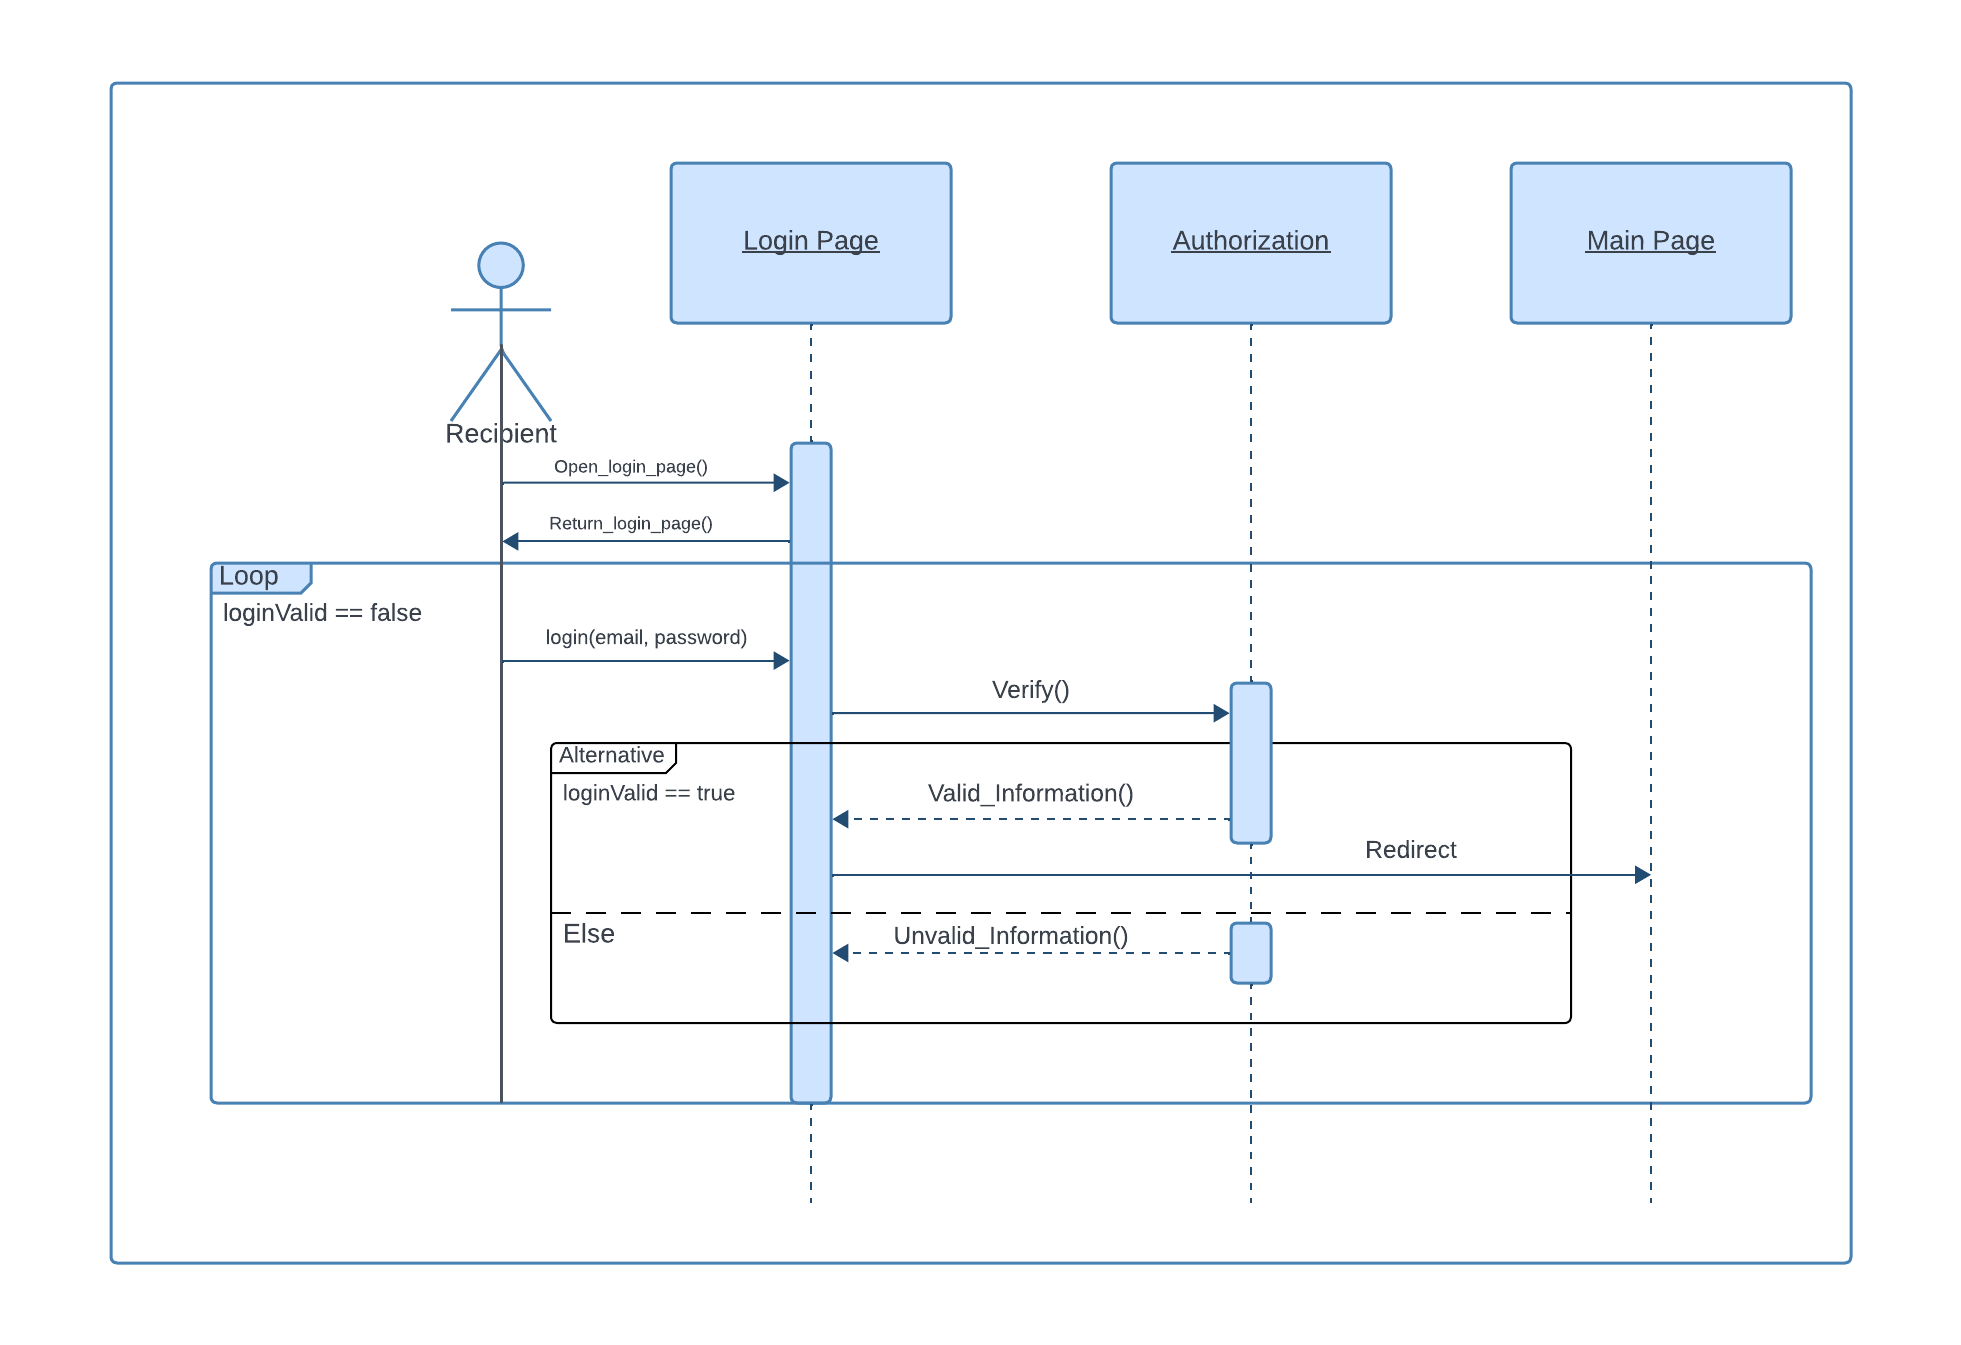 Login Page
Authorization
Main Page
Recipient
Open_login_page()
Return_login_page()
Loop
loginValid == false
login(email, password)
Verify()
Alternative
loginValid == true
Valid_Information()
Redirect
Else
Unvalid_Information()